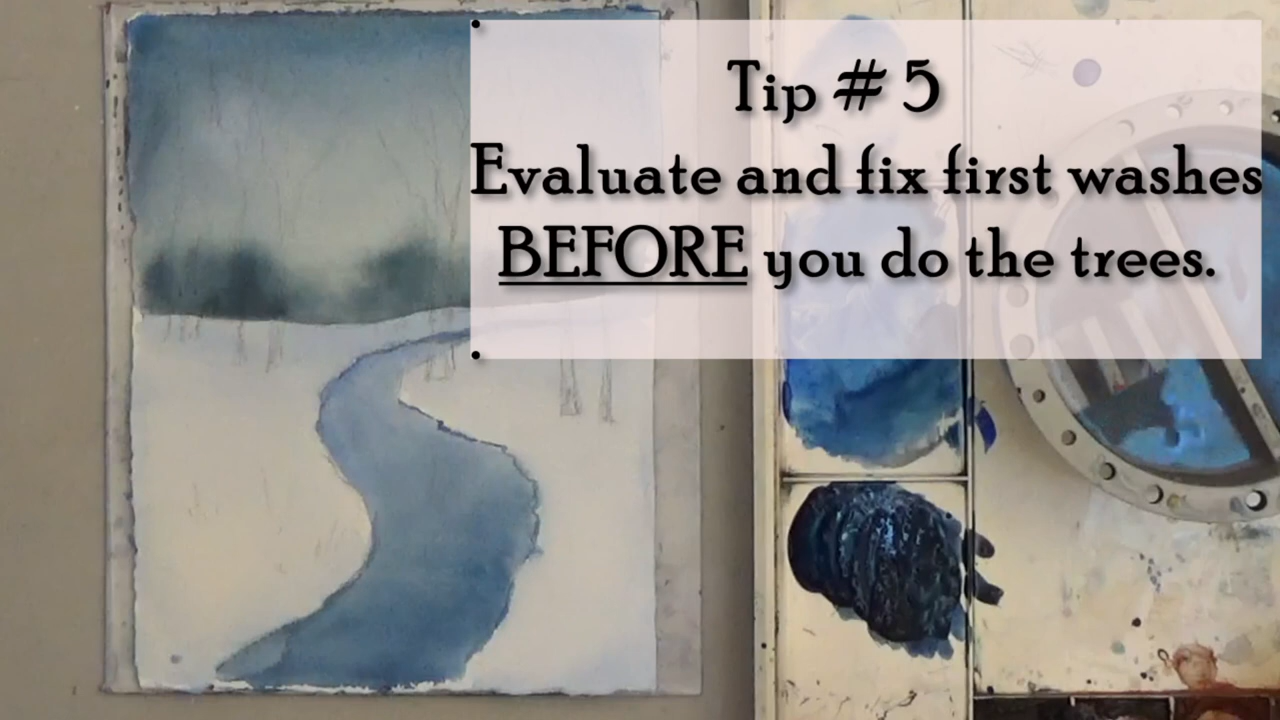 Tip # 5
Evaluate and fix first washes
BEFORE you do the trees.